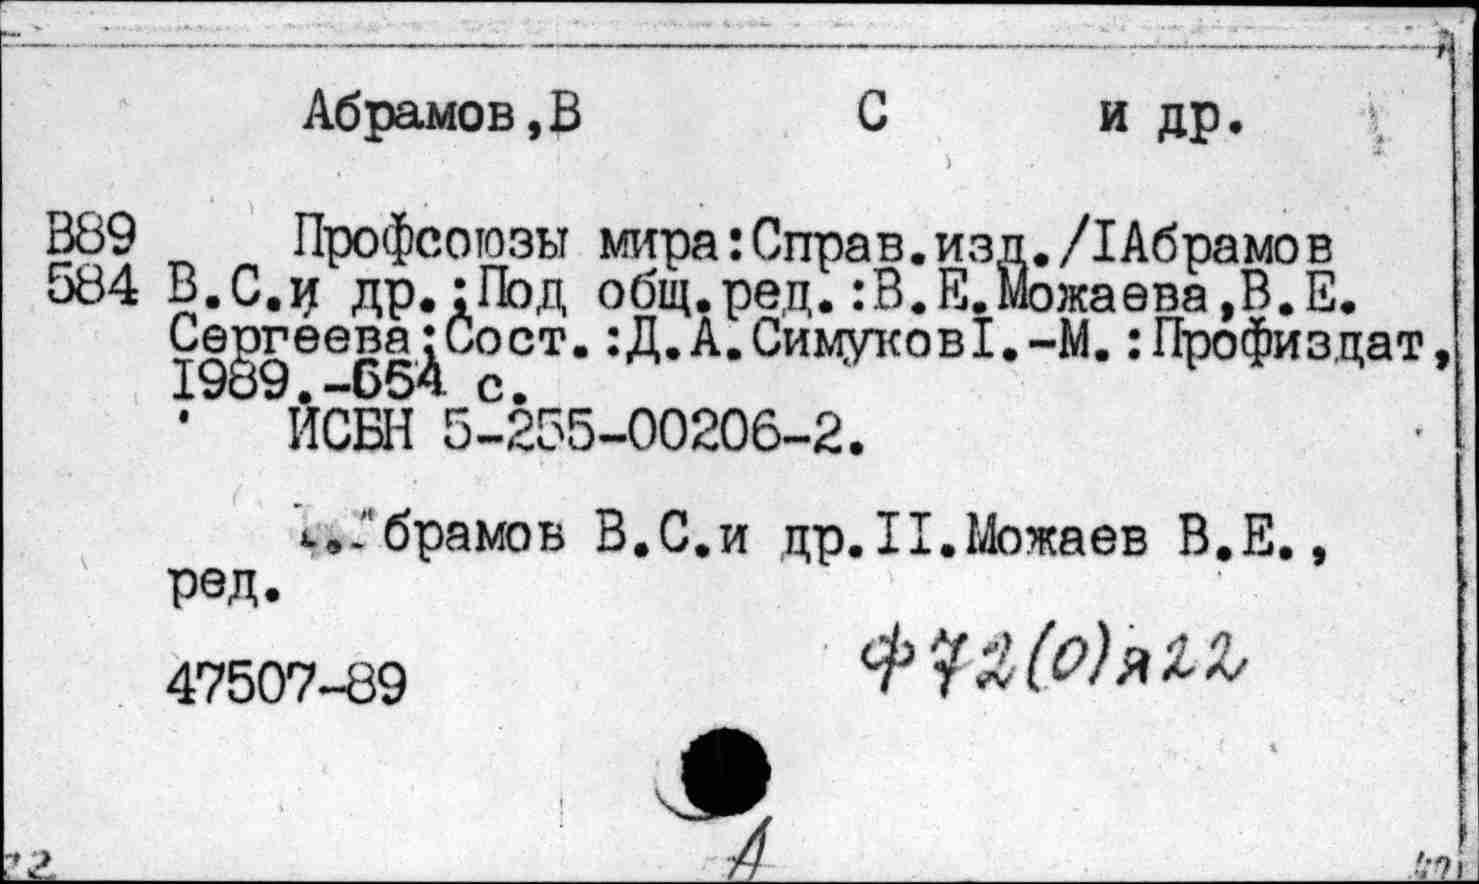 Абрамов,В С и др.
В89 Профсоюзы мира:Справ.изд./IАбрамов
584 В.С.и др.;Под общ.ред.:В.Е.Можаева,В.Е.
Сергеева;Сост.:Д.А.СимуковI.-М.:Профиздат,
1989.-654 с.
ИСБН 5-255-00206-2.
брамов В.С.и др.II.Можаев В.Е.,
ред.
47507-89 Ф72(0)я22
А